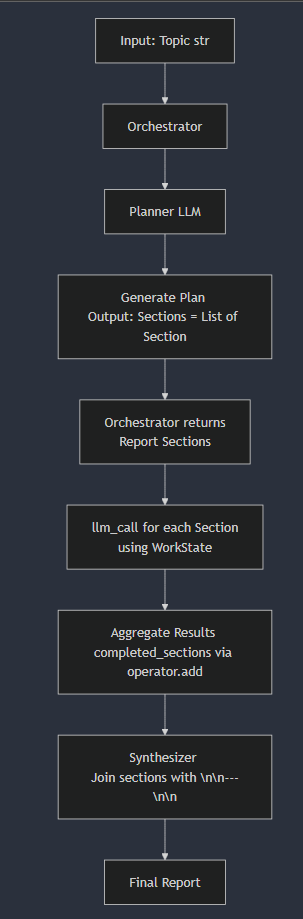 Input: Topic str
Orchestrator
Planner LLM
Generate Plan
Output: Sections = List of
Section
Orchestrator returns
Report Sections
llm_call for each Section
using WorkState
Aggregate Results
completed_sections via
operator.add
Synthesizer
Join sections with \n\n---
\n\n
Final Report